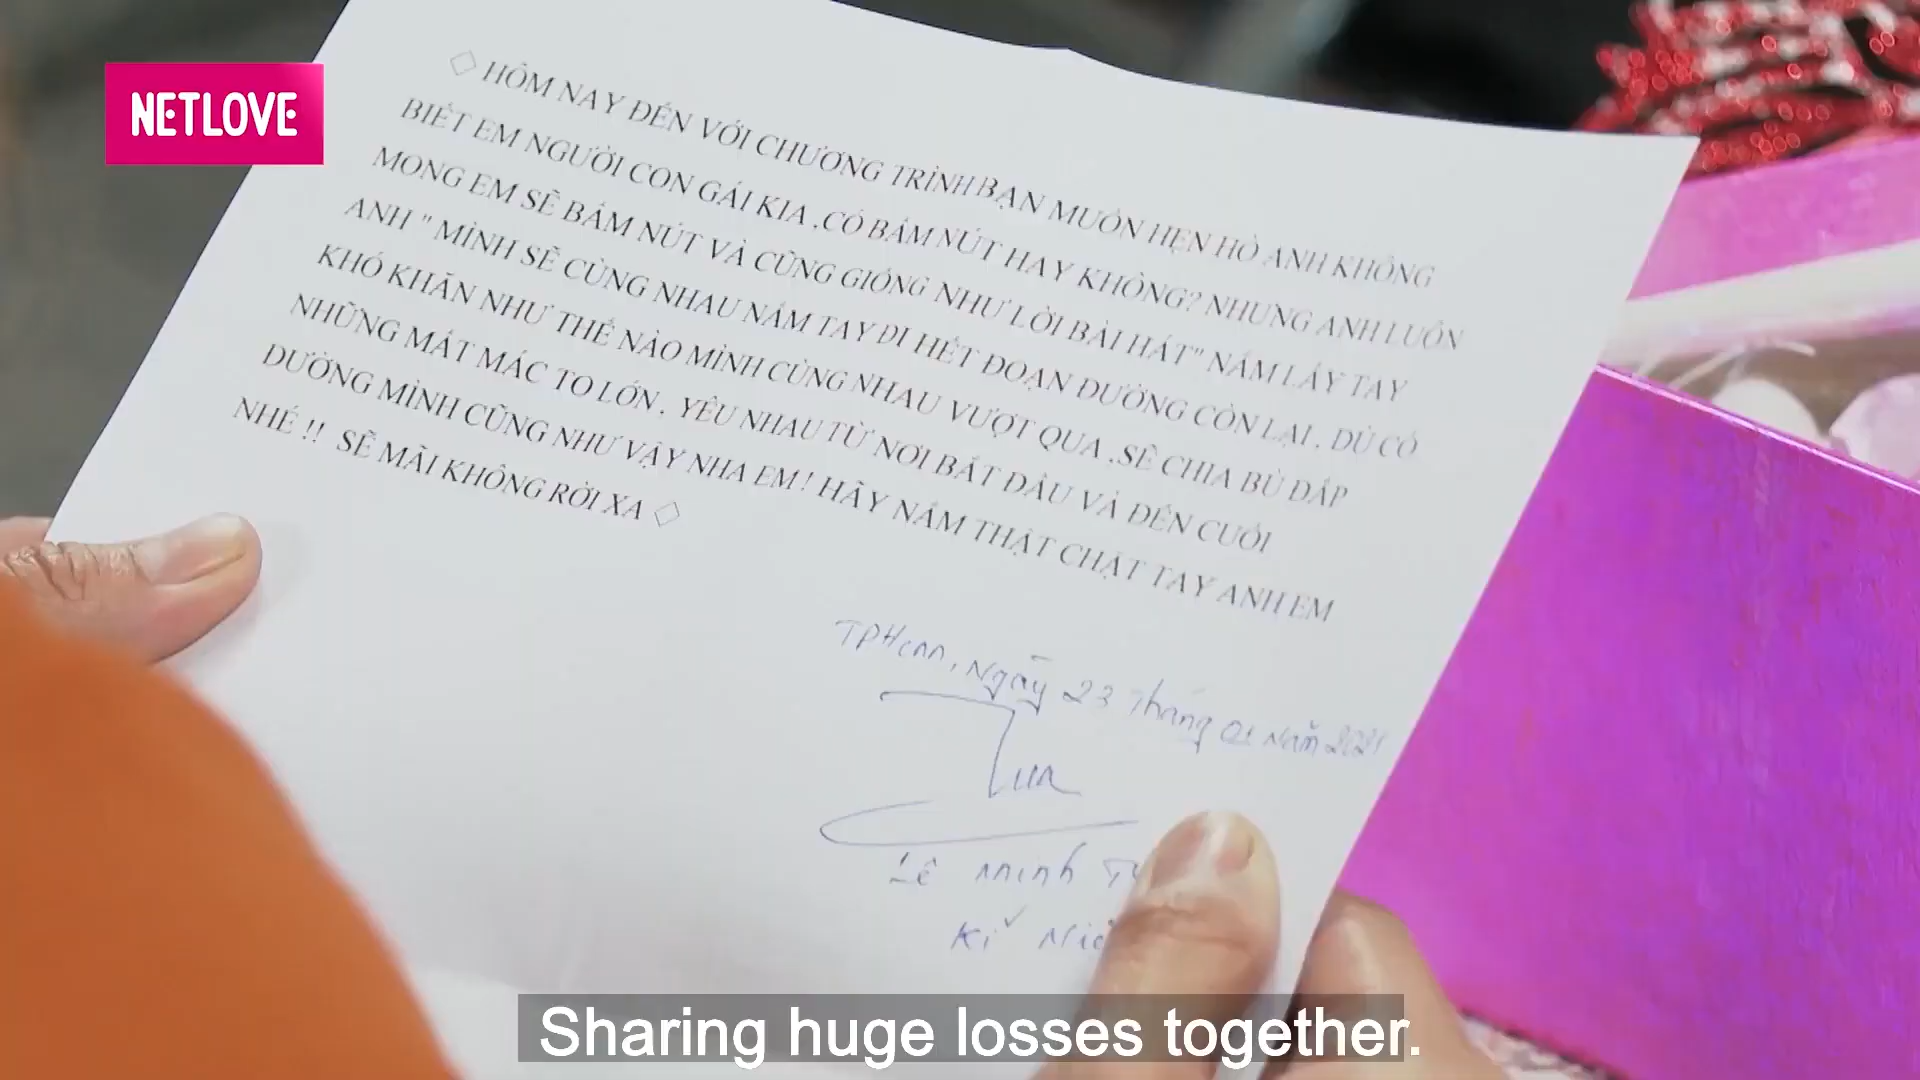 NETLOVE
◇ HÔM NAY ĐẾN VỚI CHƯƠNG TRÌNH BẠN MUỐN HẸN HÒ ANH KHÔNG
BIẾT EM NGƯỜI CON GÁI KIA ,CÓ BẤM NÚT HAY KHÔNG? NHƯNG ANH LUÔN
MONG EM SẼ BẤM NÚT VÀ CŨNG GIỐNG NHƯ LỜI BÀI HÁT" NẮM LẤY TAY
ANH " MÌNH SẼ CÙNG NHAU NẮM TAY ĐI HẾT ĐOẠN ĐƯỜNG CÒN LẠI , DÙ CÓ
KHÓ KHĂN NHƯ THẾ NÀO MÌNH CÙNG NHAU VƯỢT QUA ,SẼ CHIA BÙ ĐẮP
NHỮNG MẤT MÁC TO LỚN , YÊU NHAU TỪ NƠI BẮT ĐẦU VÀ ĐẾN CUỐI
ĐƯỜNG MÌNH CŨNG NHƯ VẬY NHA EM ! HÃY NẮM THẬT CHẶT TAY ANH EM
NHÉ !! SẼ MÃI KHÔNG RỜI XA ◇
TPHCM, Ngày 23 Tháng 01 Năm 2021
Lê Minh
Kĩ
Sharing huge losses together.